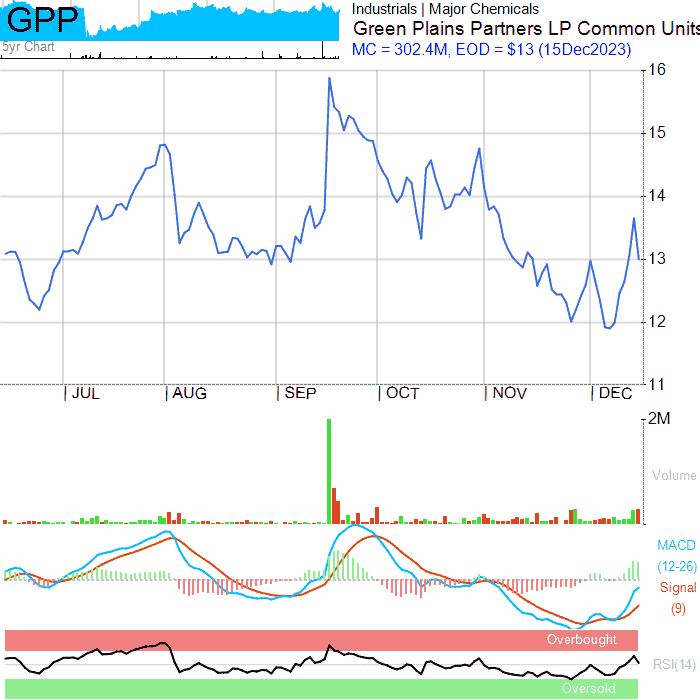 GPP
5yr Chart
Industrials | Major Chemicals
Green Plains Partners LP Common Units
MC = 302.4M, EOD = $13 (15Dec2023)
16
15
14
13
12
11
JUL AUG SEP OCT NOV DEC
2M
Volume
MACD
(12-26)
Signal
(9)
Overbought
RSI(14)
Oversold